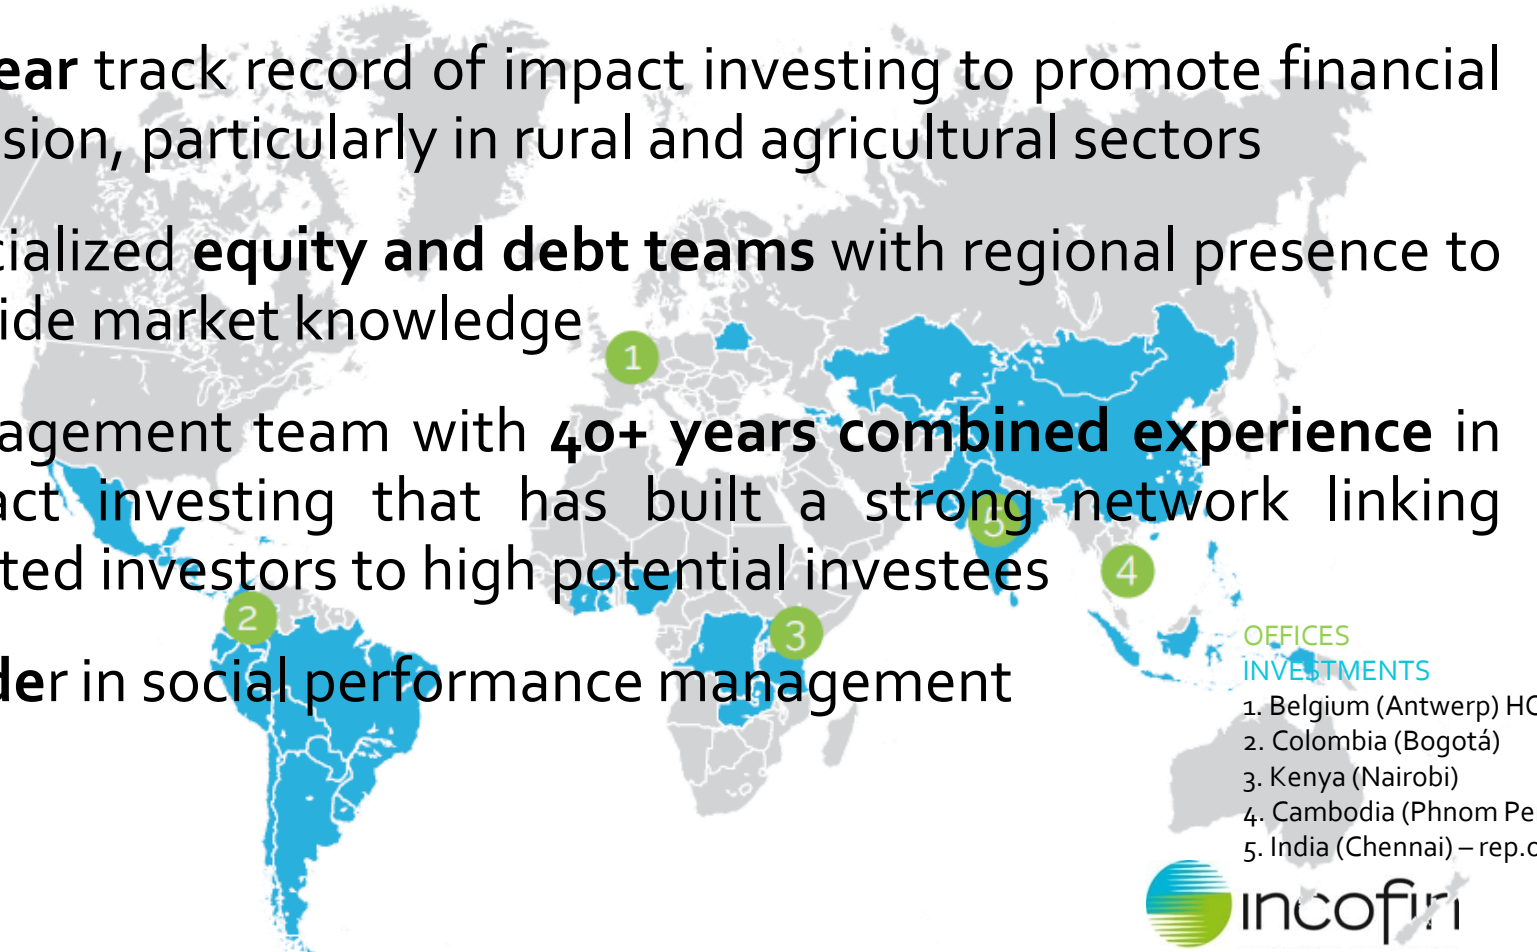 ear track record of impact investing to promote financial
sion, particularly in rural and agricultural sectors
cialized equity and debt teams with regional presence to
ide market knowledge
1
agement team with 40+ years combined experience in
act investing that has built a strong network linking
5
ted investors to high potential investees
4
2
3
der in social performance management
OFFICES
INVESTMENTS
1. Belgium (Antwerp) HQ
2. Colombia (Bogotá)
3. Kenya (Nairobi)
4. Cambodia (Phnom Pe
5. India (Chennai) – rep.o
incofin